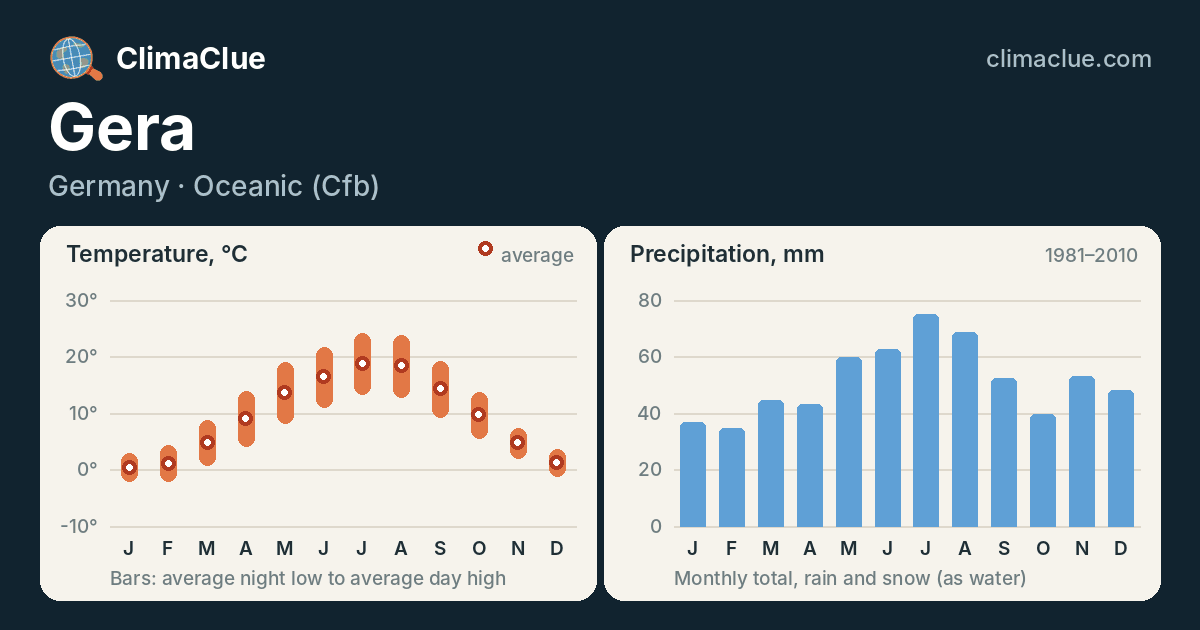 ClimaClue
climaclue.com
Gera
Germany · Oceanic (Cfb)
Temperature, °C
average
30°
20°
10°
0°
-10°
J F M A M J J A S O N D
Bars: average night low to average day high
Precipitation, mm
1981–2010
80
60
40
20
0
J F M A M J J A S O N D
Monthly total, rain and snow (as water)